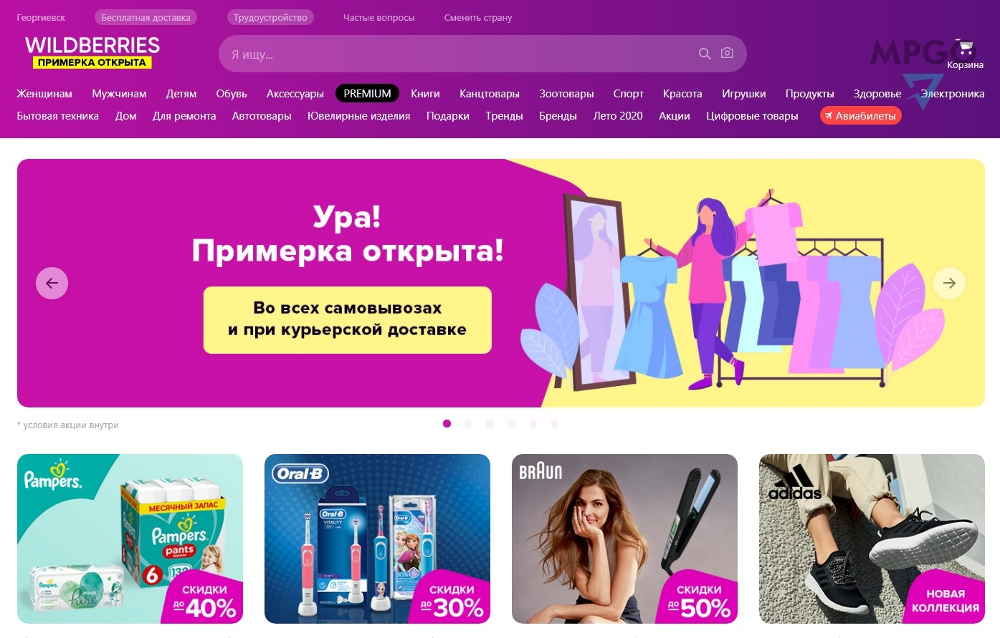 Георгиевск Бесплатная доставка Трудоустройство Частые вопросы Сменить страну
WILDBERRIES
ПРИМЕРКА ОТКРЫТА
Я ищу...
MPGO
Корзина
Женщинам Мужчинам Детям Обувь Аксессуары PREMIUM Книги Канцтовары Зоотовары Спорт Красота Игрушки Продукты Здоровье Электроника
Бытовая техника Дом Для ремонта Автотовары Ювелирные изделия Подарки Тренды Бренды Лето 2020 Акции Цифровые товары Авиабилеты
Ура!
Примерка открыта!
Во всех самовывозах
и при курьерской доставке
* условия акции внутри
Pampers.
МЕСЯЧНЫЙ ЗАПАС
Pampers.
pants
трусики
6
Pampers.
aqua
pure
СКИДКИ
до 40%
Oral-B
Oral-B
VITALITY
Oral-B
90%
СКИДКИ
до 30%
BRAUN
СКИДКИ
до 50%
adidas
НОВАЯ
КОЛЛЕКЦИЯ